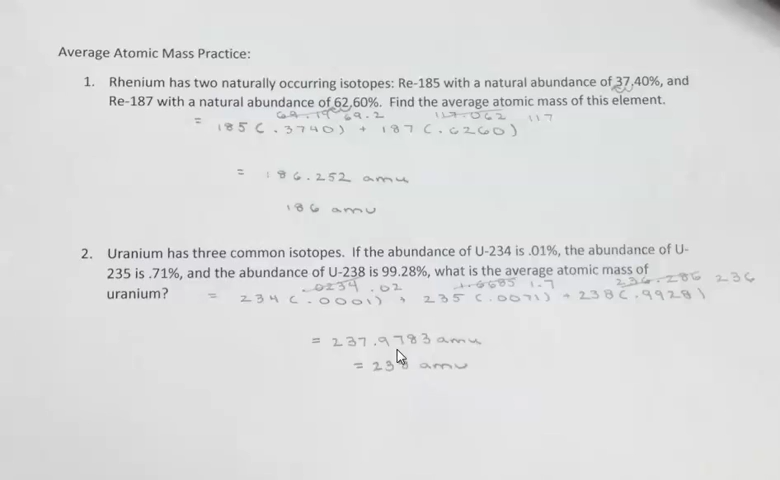 Average Atomic Mass Practice:
1. Rhenium has two naturally occurring isotopes: Re-185 with a natural abundance of 37.40%, and
Re-187 with a natural abundance of 62.60%. Find the average atomic mass of this element.
69.19 69.2 117.062 117
= 185 (.3740) + 187 (.6260)
= 186.252 amu
186 amu
2. Uranium has three common isotopes. If the abundance of U-234 is .01%, the abundance of U-
235 is .71%, and the abundance of U-238 is 99.28%, what is the average atomic mass of
.0234 .02 1.6685 1.7 236.286 236
uranium? = 234 (.0001) + 235 (.0071) + 238 (.9928)
= 237.9783 amu
= 238 amu